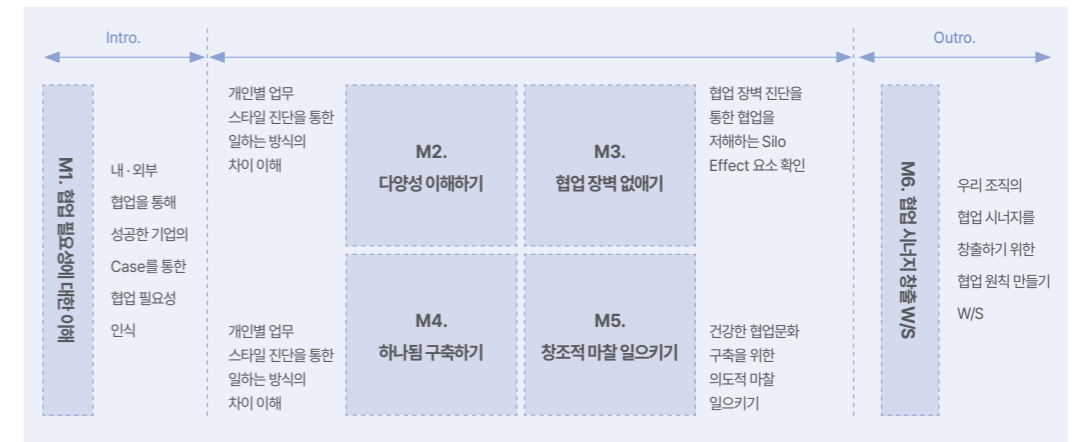 Intro.
Outro.
M1. 협업 필요성에 대한 이해
내·외부
협업을 통해
성공한 기업의
Case를 통한
협업 필요성
인식
개인별 업무
스타일 진단을 통한
일하는 방식의
차이 이해
M2.
다양성 이해하기
M3.
협업 장벽 없애기
협업 장벽 진단을
통한 협업을
저해하는 Silo
Effect 요소 확인
개인별 업무
스타일 진단을 통한
일하는 방식의
차이 이해
M4.
하나됨 구축하기
M5.
창조적 마찰 일으키기
건강한 협업문화
구축을 위한
의도적 마찰
일으키기
M6. 협업 시너지 창출 W/S
우리 조직의
협업 시너지를
창출하기 위한
협업 원칙 만들기
W/S